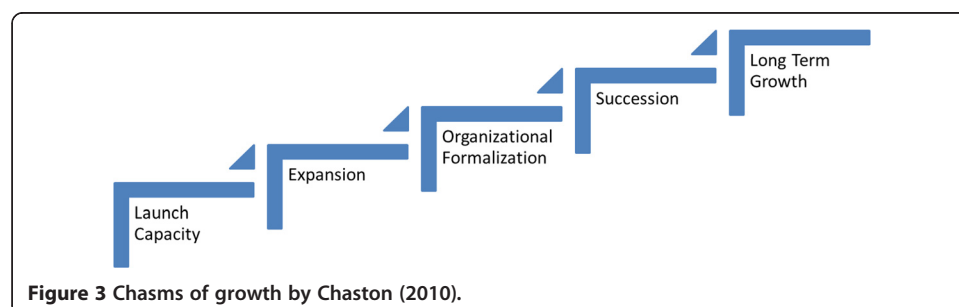 Launch
Capacity
Expansion
Organizational
Formalization
Succession
Long Term
Growth
Figure 3 Chasms of growth by Chaston (2010).